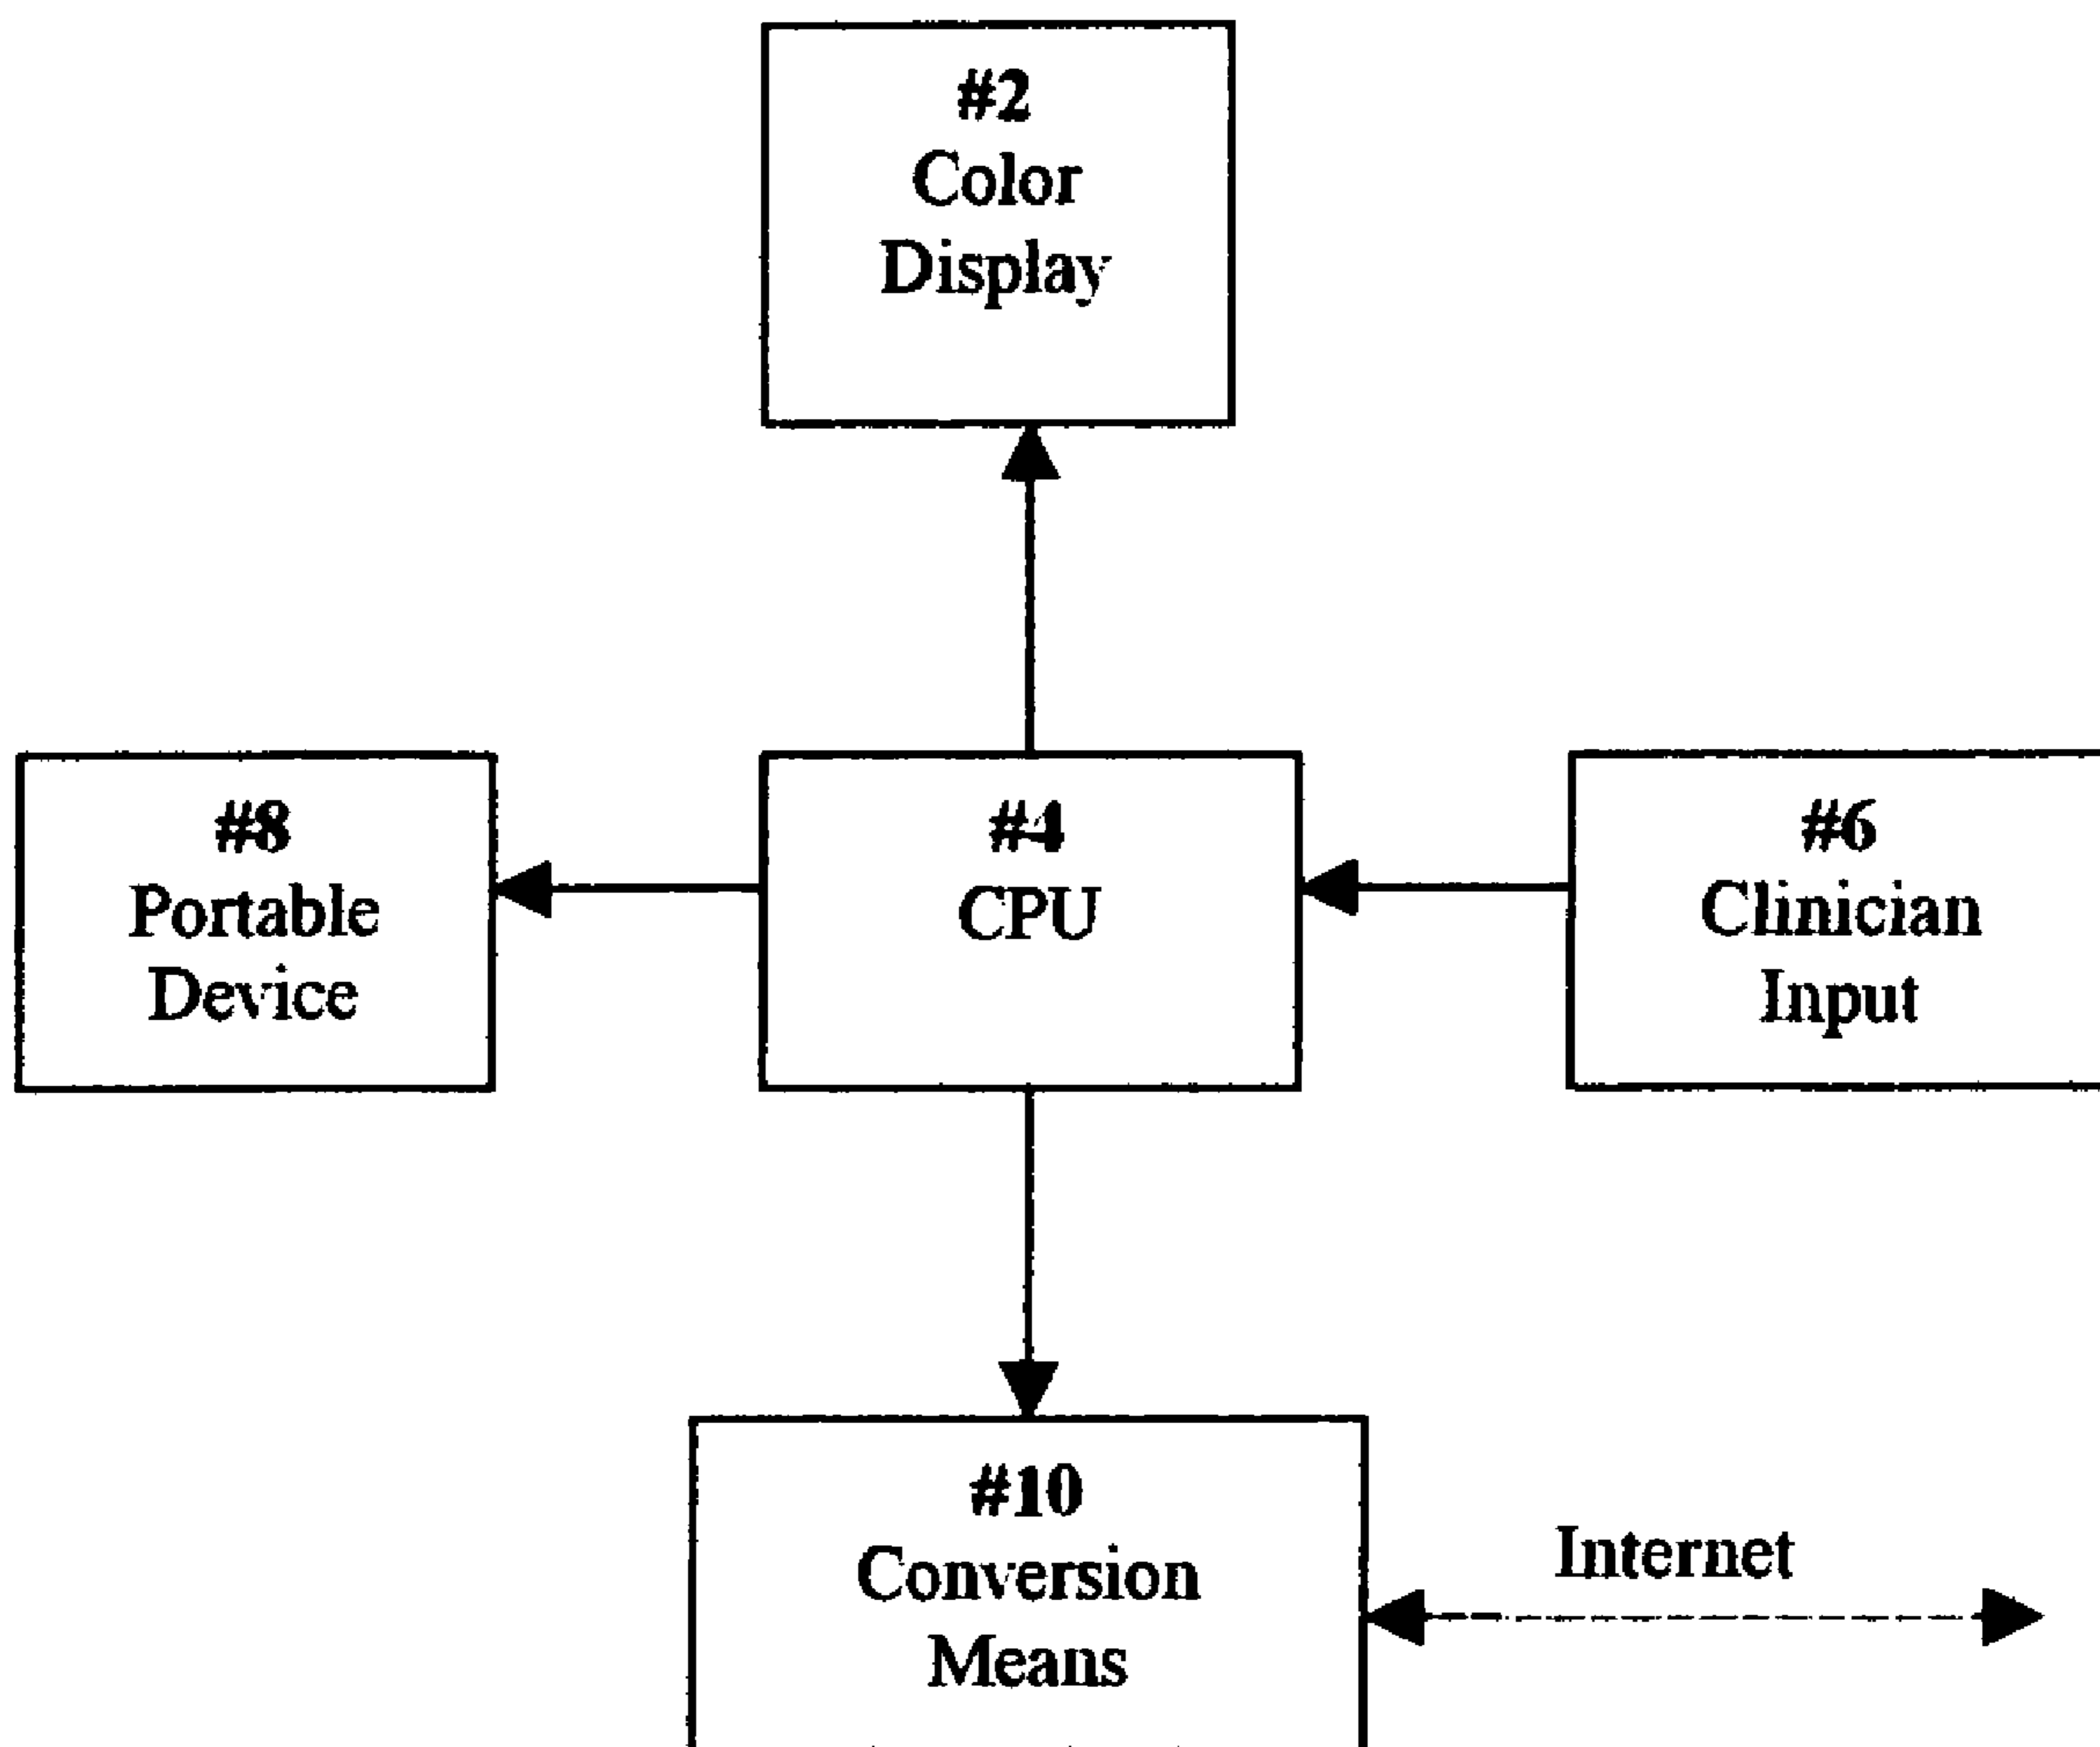 #2
Color
Display
#8
Portable
Device
#4
CPU
#6
Clinician
Input
#10
Conversion
Means
Internet